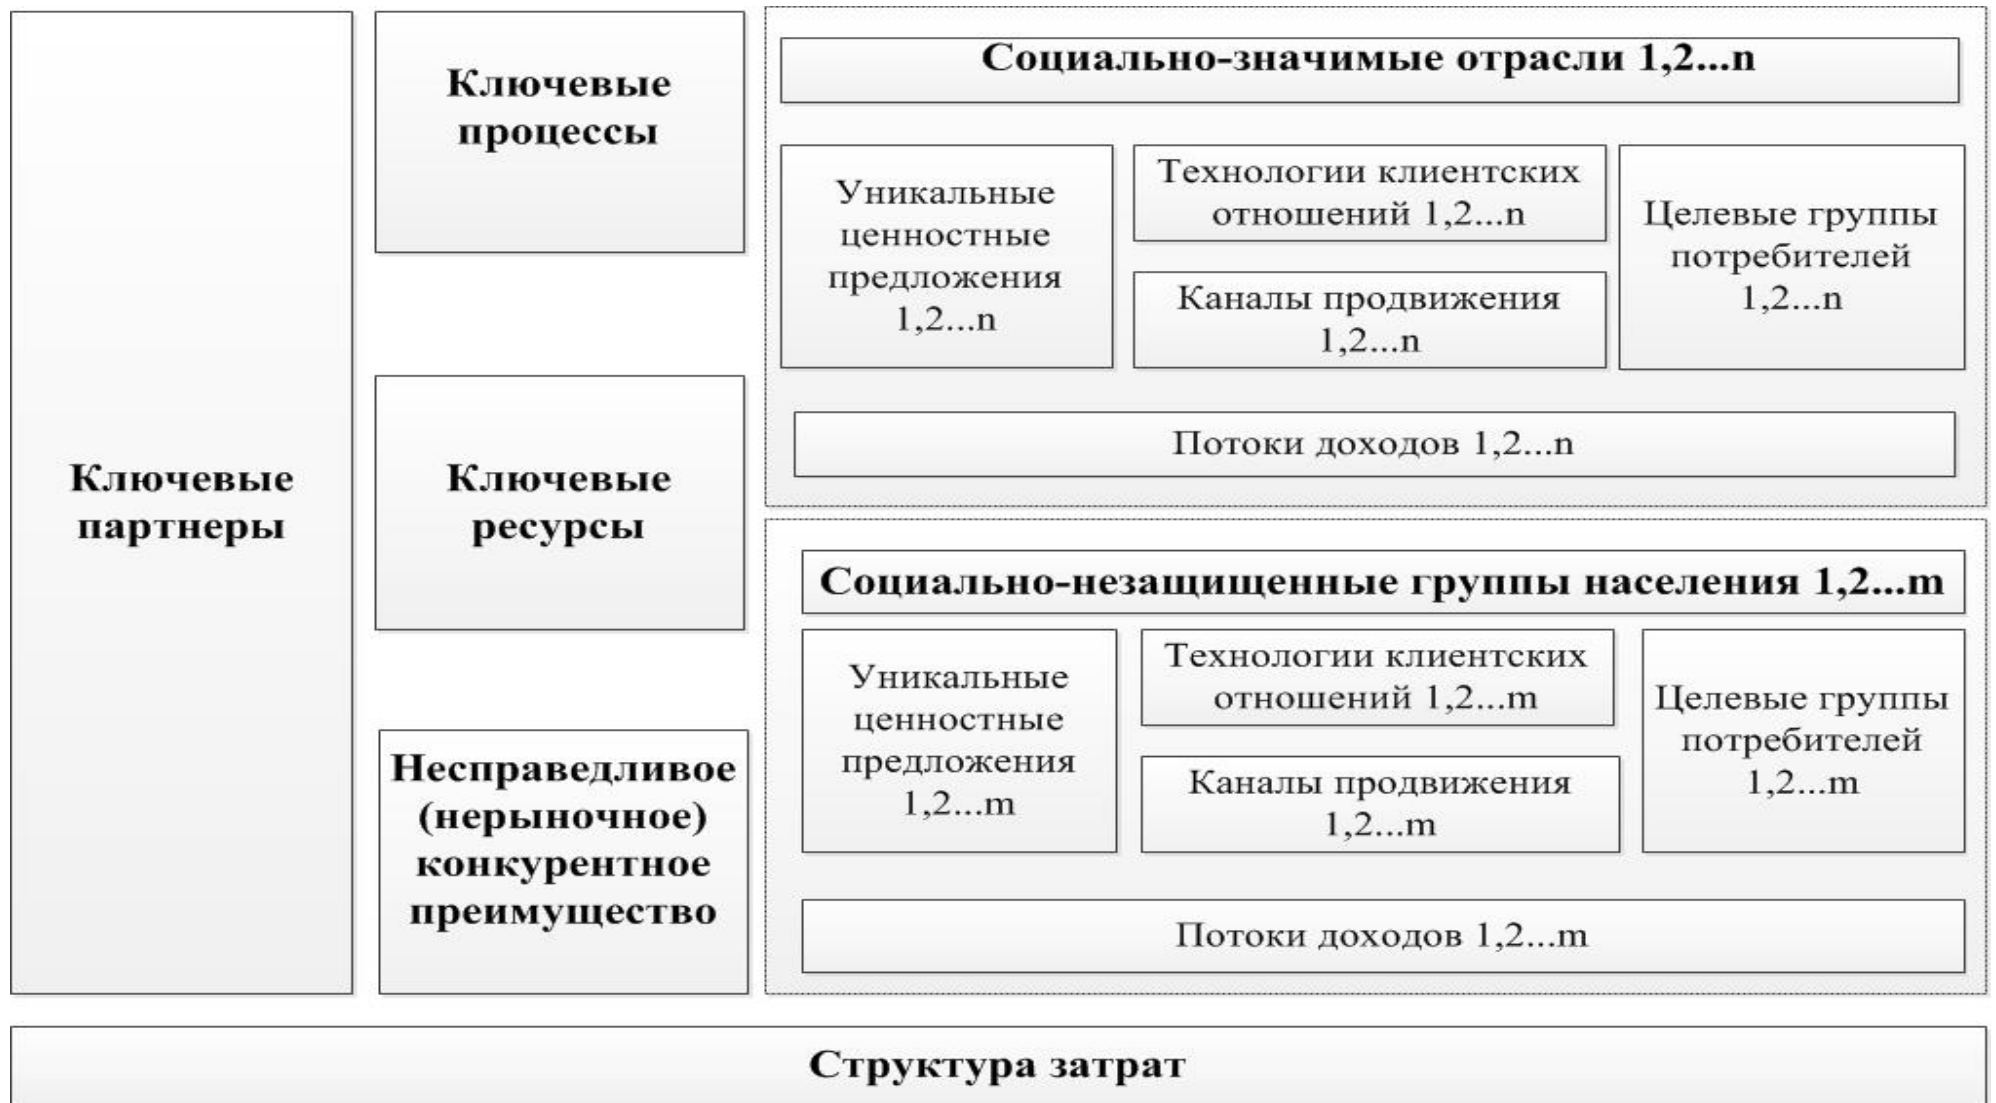 Ключевые
партнеры
Ключевые
процессы
Ключевые
ресурсы
Несправедливое
(нерыночное)
конкурентное
преимущество
Социально-значимые отрасли 1,2...n
Уникальные
ценностные
предложения
1,2...n
Технологии клиентских
отношений 1,2...n
Каналы продвижения
1,2...n
Целевые группы
потребителей
1,2...n
Потоки доходов 1,2...n
Социально-незащищенные группы населения 1,2...m
Уникальные
ценностные
предложения
1,2...m
Технологии клиентских
отношений 1,2...m
Каналы продвижения
1,2...m
Целевые группы
потребителей
1,2...m
Потоки доходов 1,2...m
Структура затрат